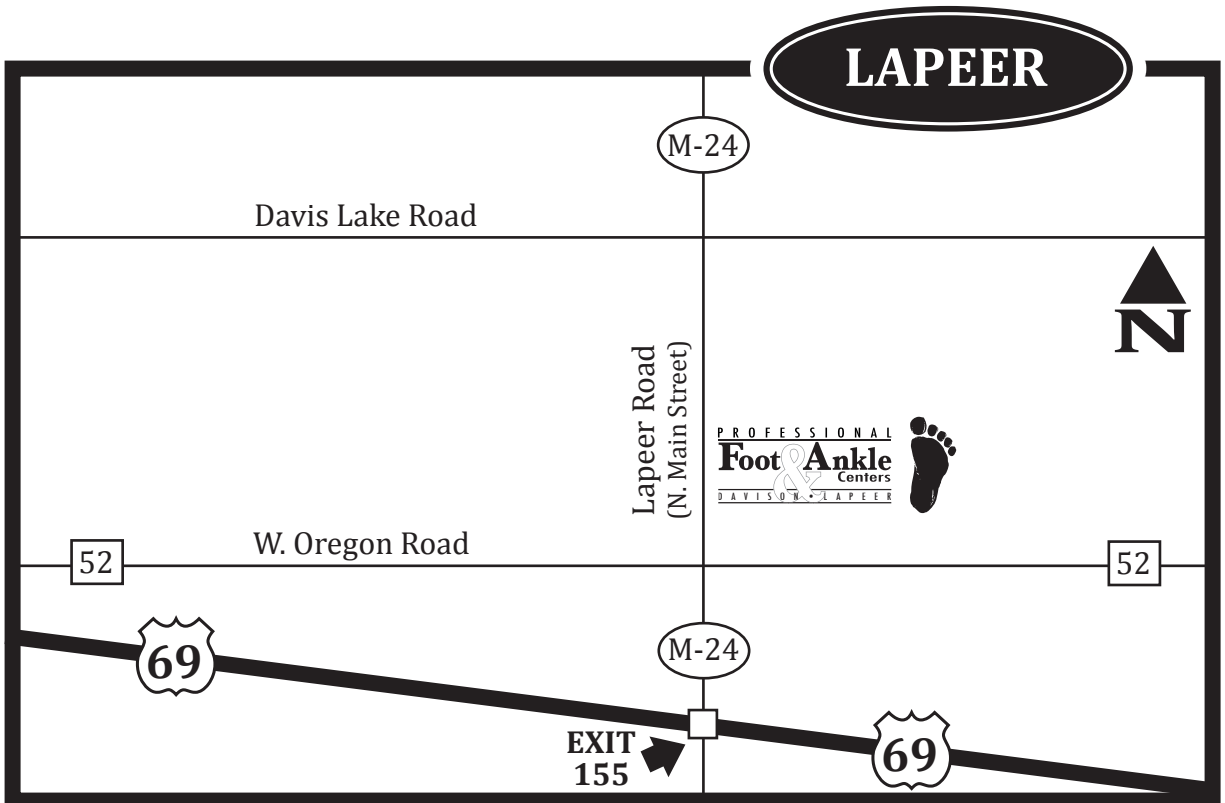 LAPEER
M-24
Davis Lake Road
N
Lapeer Road
(N. Main Street)
PROFESSIONAL
Foot & Ankle
Centers
DAVISON • LAPEER
W. Oregon Road
52
52
69
M-24
EXIT
155
69